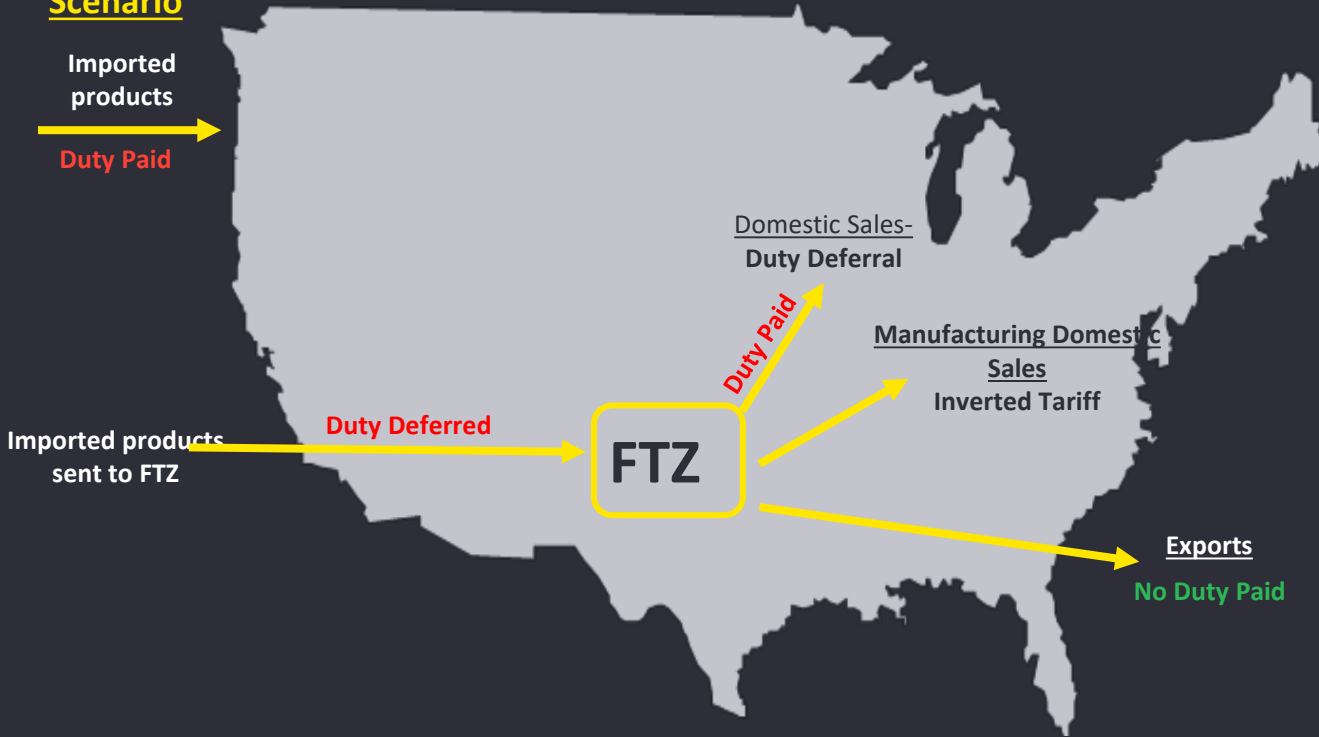 Scenario
Imported
products
Duty Paid
Domestic Sales-
Duty Deferral
Duty Paid
Manufacturing Domestic
Sales
Inverted Tariff
Duty Deferred
Imported products
sent to FTZ
FTZ
Exports
No Duty Paid